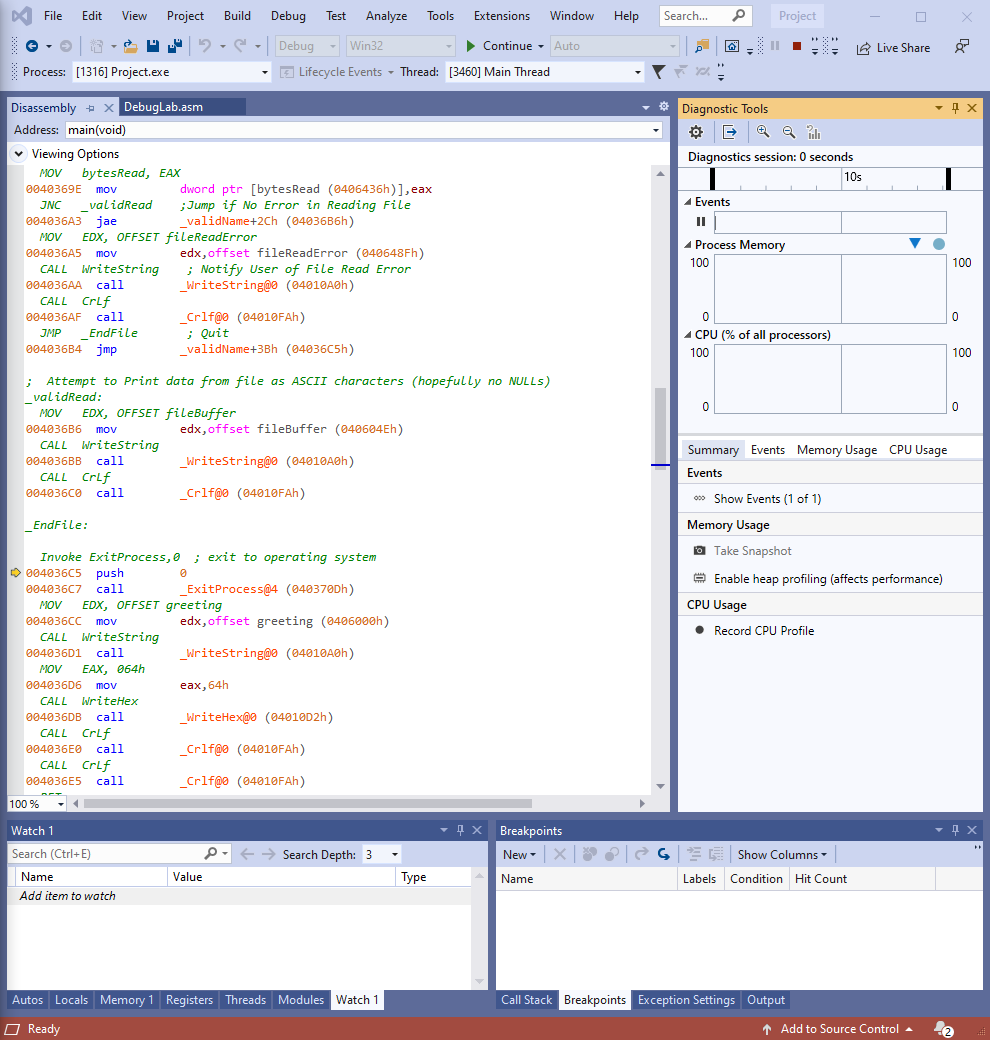 File Edit View Project Build Debug Test Analyze Tools Extensions Window Help Search... Project
Debug Win32 Continue Auto Live Share
Process: [1316] Project.exe Lifecycle Events Thread: [3460] Main Thread
Disassembly DebugLab.asm
Address: main(void)
Viewing Options
MOV bytesRead, EAX
0040369E mov dword ptr [bytesRead (0406436h)],eax
JNC _validRead ;Jump if No Error in Reading File
004036A3 jae _validName+2Ch (04036B6h)
MOV EDX, OFFSET fileReadError
004036A5 mov edx,offset fileReadError (040648Fh)
CALL WriteString ; Notify User of File Read Error
004036AA call _WriteString@0 (04010A0h)
CALL CrLf
004036AF call _Crlf@0 (04010FAh)
JMP _EndFile ; Quit
004036B4 jmp _validName+3Bh (04036C5h)
; Attempt to Print data from file as ASCII characters (hopefully no NULLs)
_validRead:
MOV EDX, OFFSET fileBuffer
004036B6 mov edx,offset fileBuffer (040604Eh)
CALL WriteString
004036BB call _WriteString@0 (04010A0h)
CALL CrLf
004036C0 call _Crlf@0 (04010FAh)
_EndFile:
Invoke ExitProcess,0 ; exit to operating system
004036C5 push 0
004036C7 call _ExitProcess@4 (040370Dh)
MOV EDX, OFFSET greeting
004036CC mov edx,offset greeting (0406000h)
CALL WriteString
004036D1 call _WriteString@0 (04010A0h)
MOV EAX, 064h
004036D6 mov eax,64h
CALL WriteHex
004036DB call _WriteHex@0 (04010D2h)
CALL CrLf
004036E0 call _Crlf@0 (04010FAh)
CALL CrLf
004036E5 call _Crlf@0 (04010FAh)
100 %
Diagnostic Tools
Diagnostics session: 0 seconds
10s
Events
Process Memory
100 100
0 0
CPU (% of all processors)
100 100
0 0
Summary Events Memory Usage CPU Usage
Events
Show Events (1 of 1)
Memory Usage
Take Snapshot
Enable heap profiling (affects performance)
CPU Usage
Record CPU Profile
Watch 1
Search (Ctrl+E) Search Depth: 3
Name Value Type
Add item to watch
Autos Locals Memory 1 Registers Threads Modules Watch 1
Breakpoints
New Show Columns
Name Labels Condition Hit Count
Call Stack Breakpoints Exception Settings Output
Ready Add to Source Control 2